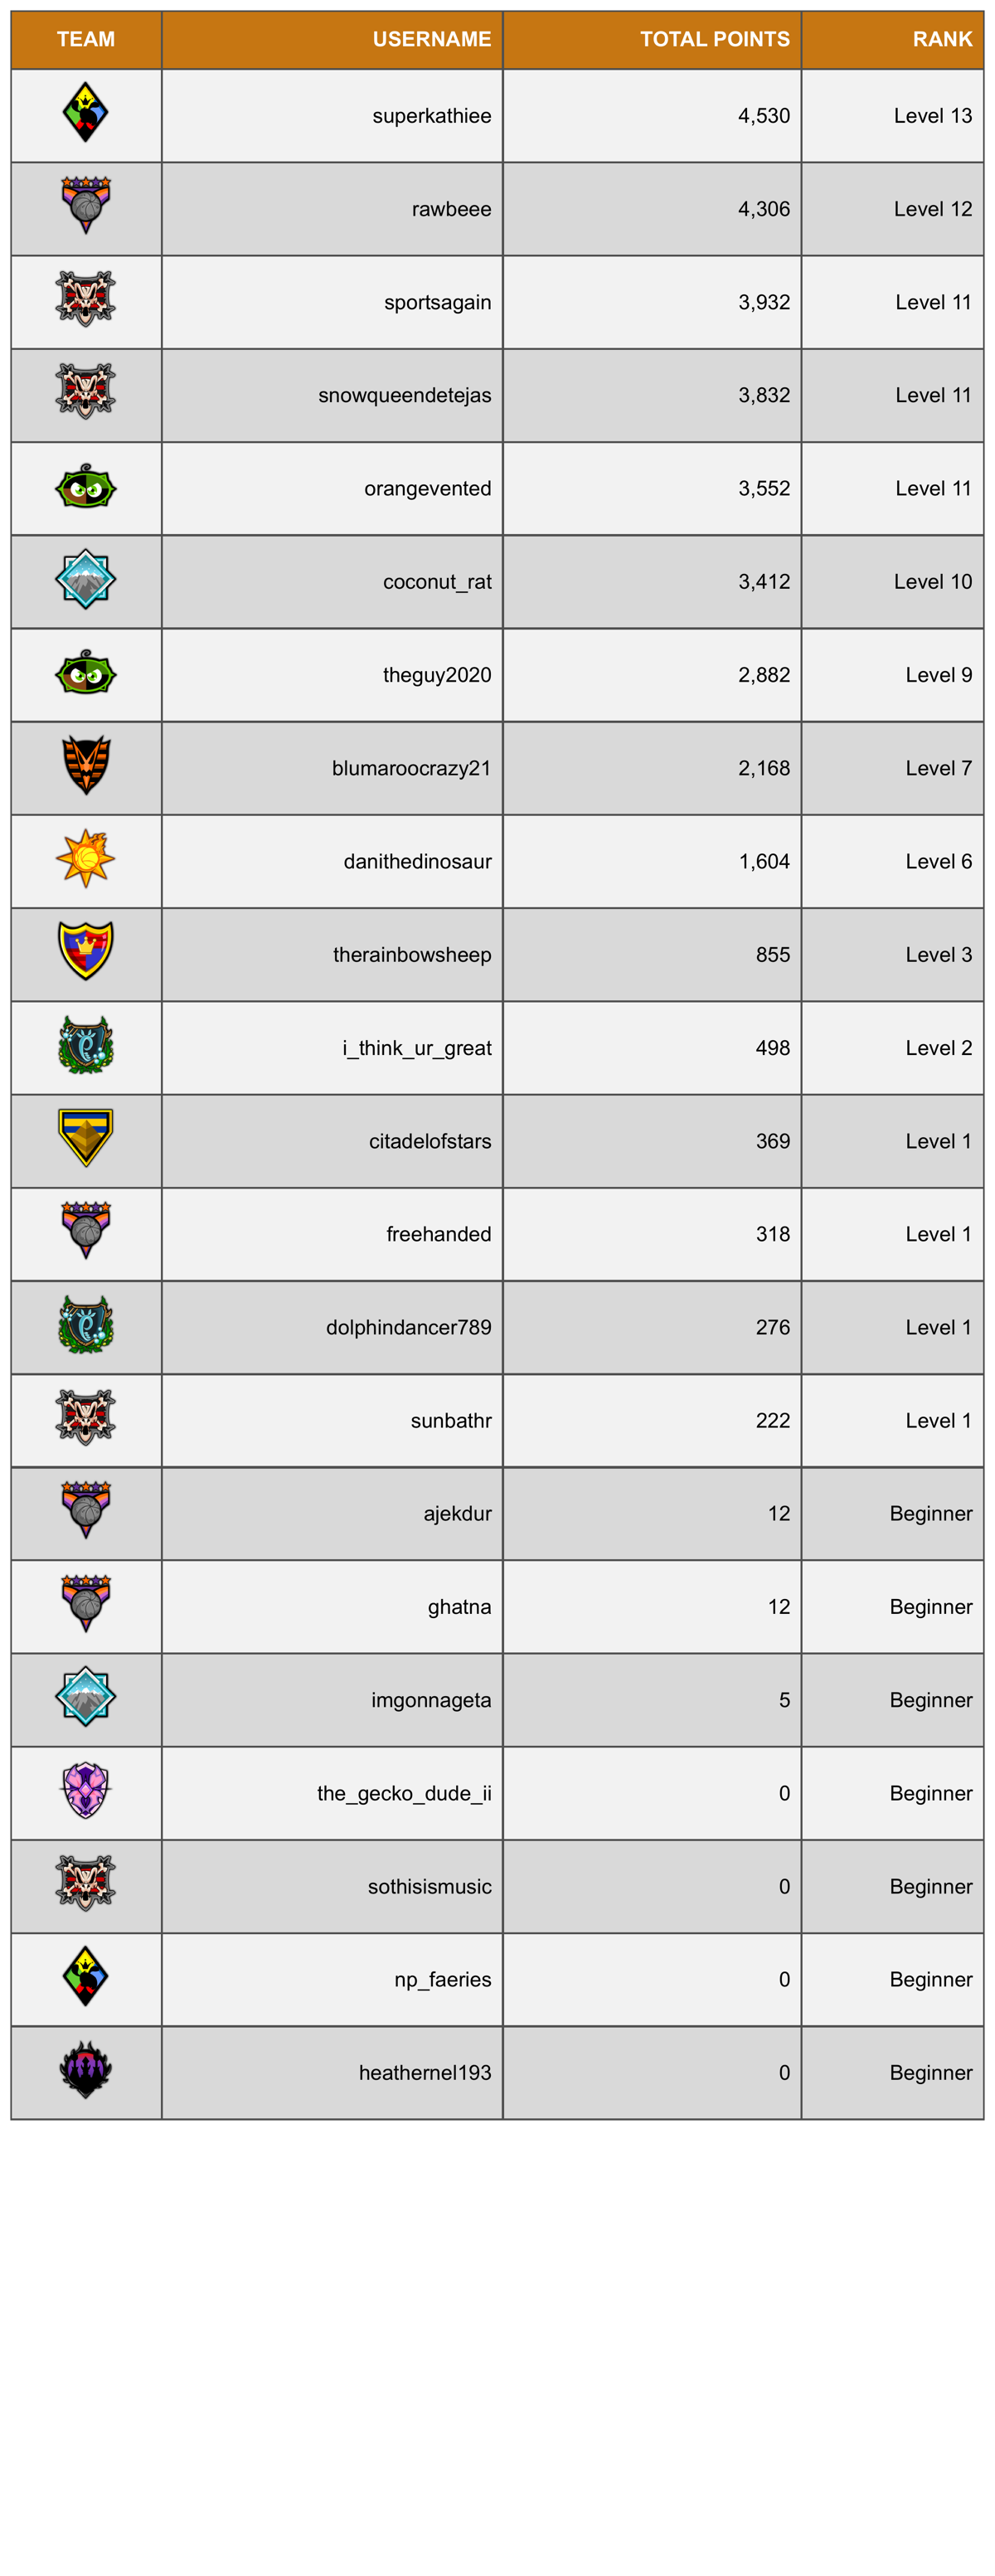 TEAM USERNAME TOTAL POINTS RANK
superkathiee 4,530 Level 13
rawbeee 4,306 Level 12
sportsagain 3,932 Level 11
snowqueendetejas 3,832 Level 11
orangevented 3,552 Level 11
coconut_rat 3,412 Level 10
theguy2020 2,882 Level 9
blumaroocrazy21 2,168 Level 7
danithedinosaur 1,604 Level 6
therainbowsheep 855 Level 3
i_think_ur_great 498 Level 2
citadelofstars 369 Level 1
freehanded 318 Level 1
dolphindancer789 276 Level 1
sunbathr 222 Level 1
ajekdur 12 Beginner
ghatna 12 Beginner
imgonnageta 5 Beginner
the_gecko_dude_ii 0 Beginner
sothisismusic 0 Beginner
np_faeries 0 Beginner
heathernel193 0 Beginner